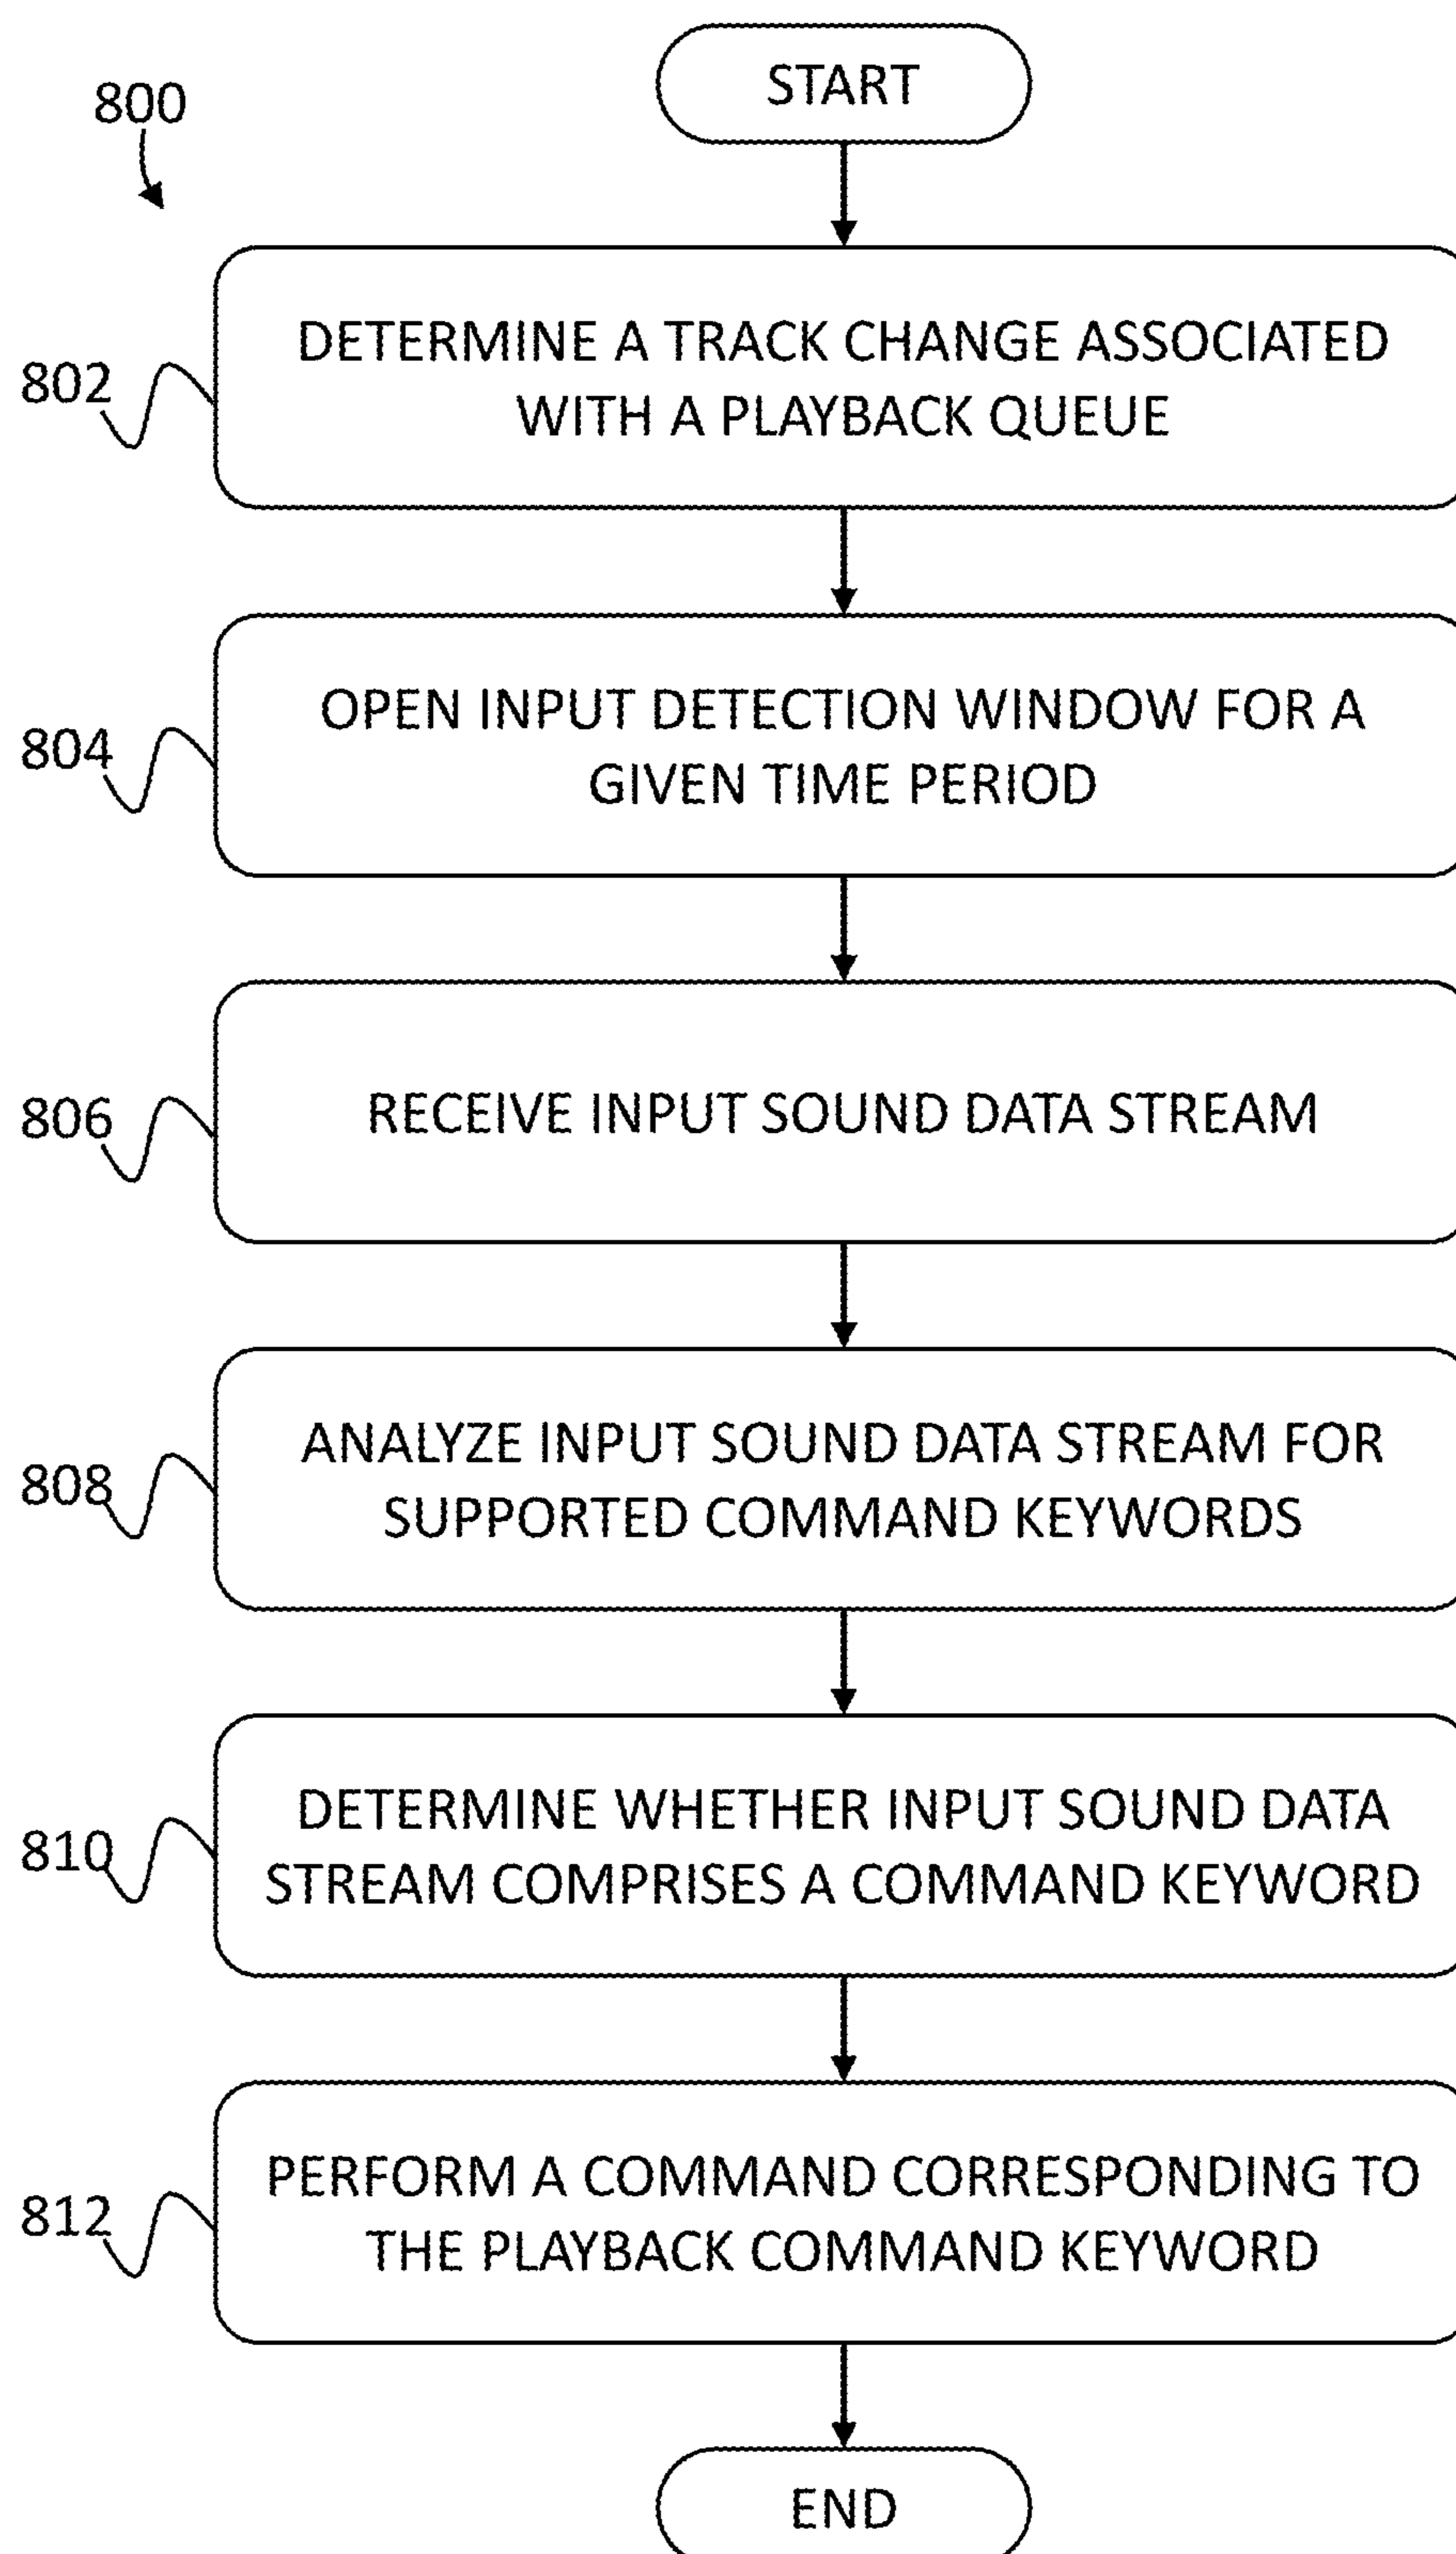 START
800
802
DETERMINE A TRACK CHANGE ASSOCIATED
WITH A PLAYBACK QUEUE
804
OPEN INPUT DETECTION WINDOW FOR A
GIVEN TIME PERIOD
806
RECEIVE INPUT SOUND DATA STREAM
808
ANALYZE INPUT SOUND DATA STREAM FOR
SUPPORTED COMMAND KEYWORDS
810
DETERMINE WHETHER INPUT SOUND DATA
STREAM COMPRISES A COMMAND KEYWORD
812
PERFORM A COMMAND CORRESPONDING TO
THE PLAYBACK COMMAND KEYWORD
END